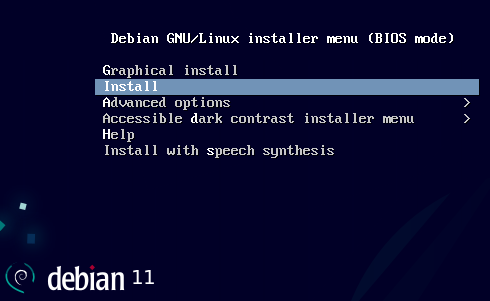 Debian GNU/Linux installer menu (BIOS mode)
Graphical install
Install
Advanced options >
Accessible dark contrast installer menu >
Help
Install with speech synthesis
debian 11